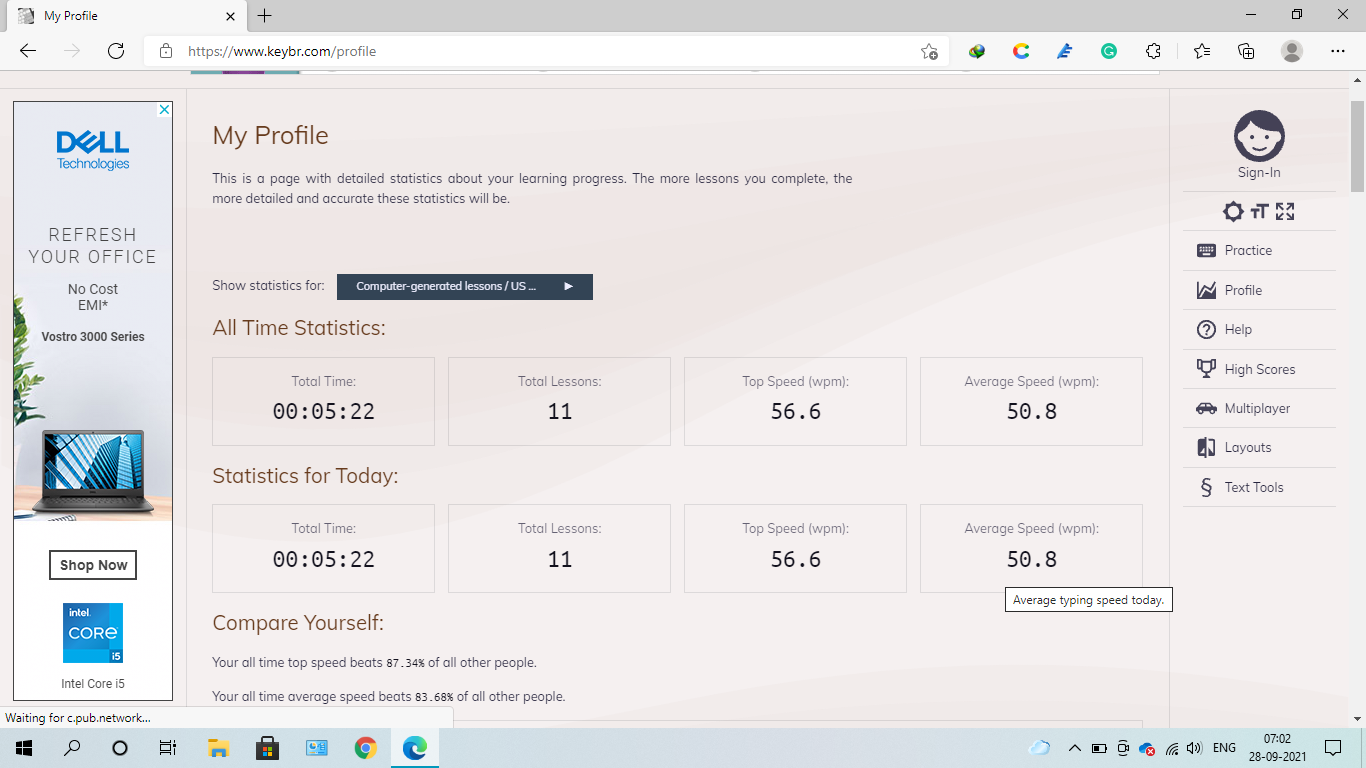 My Profile
https://www.keybr.com/profile
DELL
Technologies
REFRESH
YOUR OFFICE
No Cost
EMI*
Vostro 3000 Series
Shop Now
intel.
CORE
i5
Intel Core i5
My Profile
This is a page with detailed statistics about your learning progress. The more lessons you complete, the
more detailed and accurate these statistics will be.
Show statistics for: Computer-generated lessons / US ...
All Time Statistics:
Total Time: Total Lessons: Top Speed (wpm): Average Speed (wpm):
00:05:22 11 56.6 50.8
Statistics for Today:
Total Time: Total Lessons: Top Speed (wpm): Average Speed (wpm):
00:05:22 11 56.6 50.8
Average typing speed today.
Compare Yourself:
Your all time top speed beats 87.34% of all other people.
Your all time average speed beats 83.68% of all other people.
Sign-In
Practice
Profile
Help
High Scores
Multiplayer
Layouts
§ Text Tools
Waiting for c.pub.network...
ENG
07:02
28-09-2021